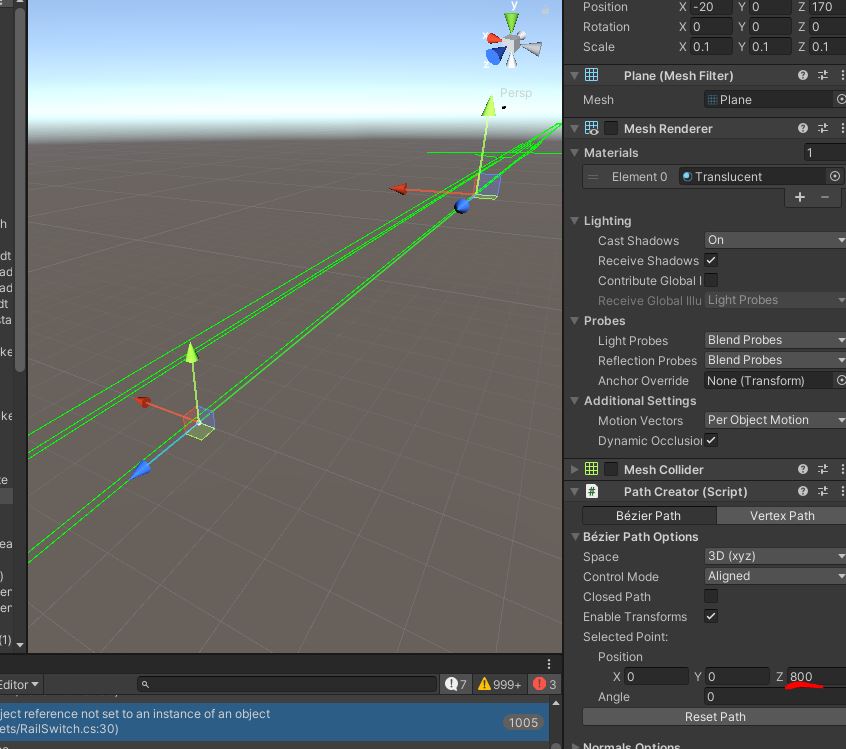 Position X -20 Y 0 Z 170
Rotation X 0 Y 0 Z 0
Scale X 0.1 Y 0.1 Z 0.1
y
x
z
Persp
Plane (Mesh Filter)
Mesh Plane
Mesh Renderer
Materials 1
Element 0 Translucent
+ −
Lighting
Cast Shadows On
Receive Shadows
Contribute Global I
Receive Global Illu Light Probes
Probes
Light Probes Blend Probes
Reflection Probes Blend Probes
Anchor Override None (Transform)
Additional Settings
Motion Vectors Per Object Motion
Dynamic Occlusio
Mesh Collider
# Path Creator (Script)
Bézier Path Vertex Path
Bézier Path Options
Space 3D (xyz)
Control Mode Aligned
Closed Path
Enable Transforms
Selected Point:
Position
X 0 Y 0 Z 800
Angle 0
Reset Path
Normals Options
h
dt
ad
ad
dt
sta
ke
ke
te
ea
)
er
er
(1)
Editor 7 999+ 3
ject reference not set to an instance of an object
ets/RailSwitch.cs:30)
1005